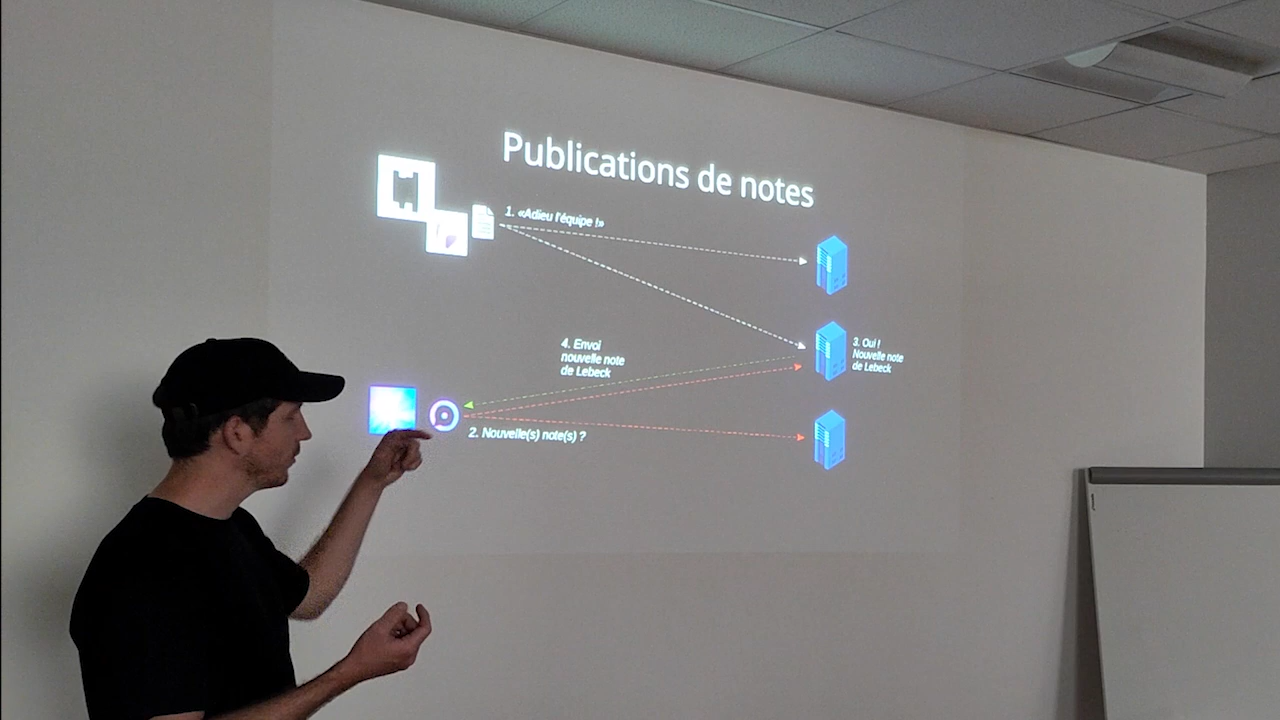 Publications de notes
1. «Adieu l'équipe !»
4. Envoi
nouvelle note
de Lebeck
3. Oui !
Nouvelle note
de Lebeck
2. Nouvelle(s) note(s) ?